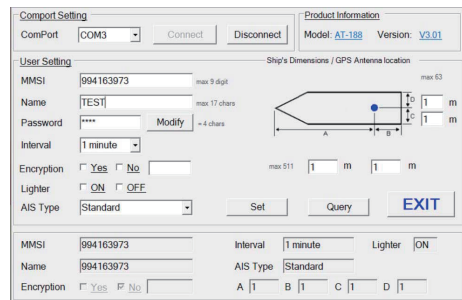 Comport Setting
ComPort COM3 Connect Disconnect
Product Information
Model: AT-188 Version: V3.01
User Setting
MMSI 994163973 max 9 digit
Name TEST max 17 chars
Password **** Modify = 4 chars
Interval 1 minute
Encryption Yes No
Lighter ON OFF
AIS Type Standard
Ship's Dimensions / GPS Antenna location
max 63
D 1 m
C 1 m
A B
max 511 1 m 1 m
Set Query EXIT
MMSI 994163973 Interval 1 minute Lighter ON
Name 994163973 AIS Type Standard
Encryption Yes No A 1 B 1 C 1 D 1